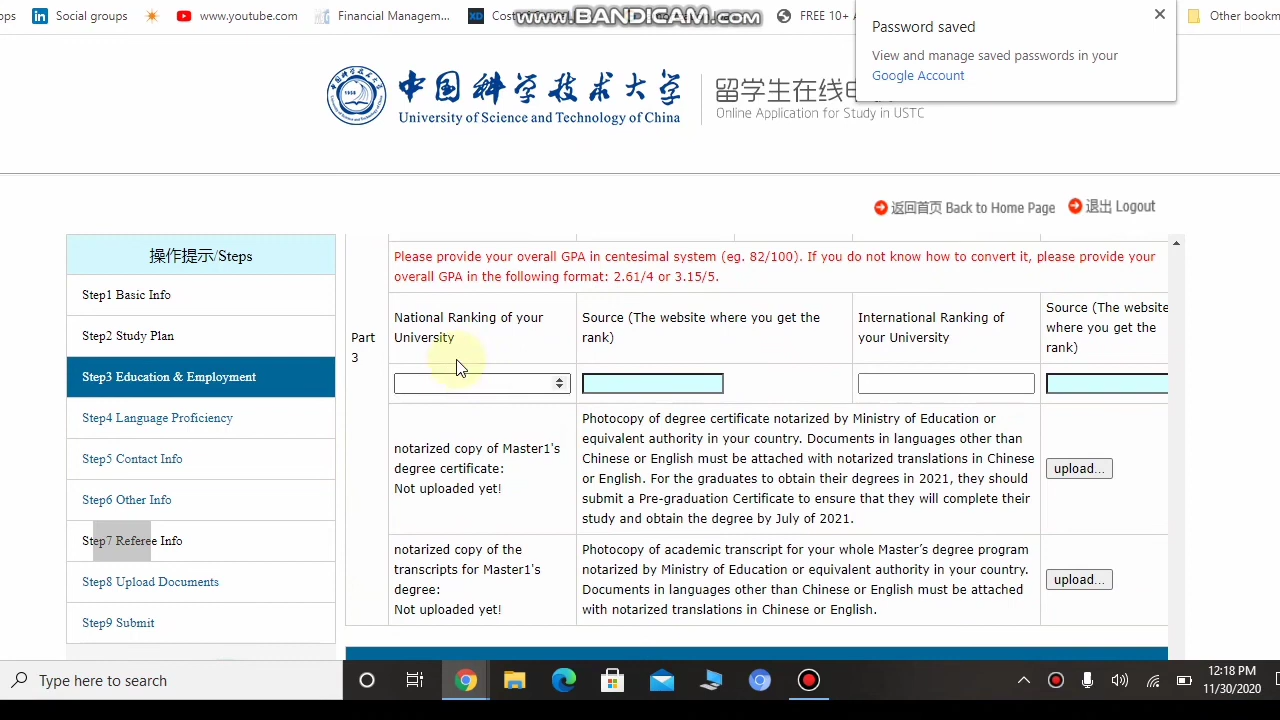 ps
Social groups
www.youtube.com
Financial Managem...
www.BANDICAM.com
FREE 10+
Other bookm
Password saved
View and manage saved passwords in your
Google Account
中国科学技术大学
University of Science and Technology of China
留学生在线
Online Application for Study in USTC
返回首页 Back to Home Page
退出 Logout
操作提示/Steps
Step1 Basic Info
Step2 Study Plan
Step3 Education & Employment
Step4 Language Proficiency
Step5 Contact Info
Step6 Other Info
Step7 Referee Info
Step8 Upload Documents
Step9 Submit
Please provide your overall GPA in centesimal system (eg. 82/100). If you do not know how to convert it, please provide your
overall GPA in the following format: 2.61/4 or 3.15/5.
Part
3
National Ranking of your
University
Source (The website where you get the
rank)
International Ranking of
your University
Source (The website
where you get the
rank)
notarized copy of Master1's
degree certificate:
Not uploaded yet!
Photocopy of degree certificate notarized by Ministry of Education or
equivalent authority in your country. Documents in languages other than
Chinese or English must be attached with notarized translations in Chinese
or English. For the graduates to obtain their degrees in 2021, they should
submit a Pre-graduation Certificate to ensure that they will complete their
study and obtain the degree by July of 2021.
upload...
notarized copy of the
transcripts for Master1's
degree:
Not uploaded yet!
Photocopy of academic transcript for your whole Master’s degree program
notarized by Ministry of Education or equivalent authority in your country.
Documents in languages other than Chinese or English must be attached
with notarized translations in Chinese or English.
upload...
Type here to search
12:18 PM
11/30/2020